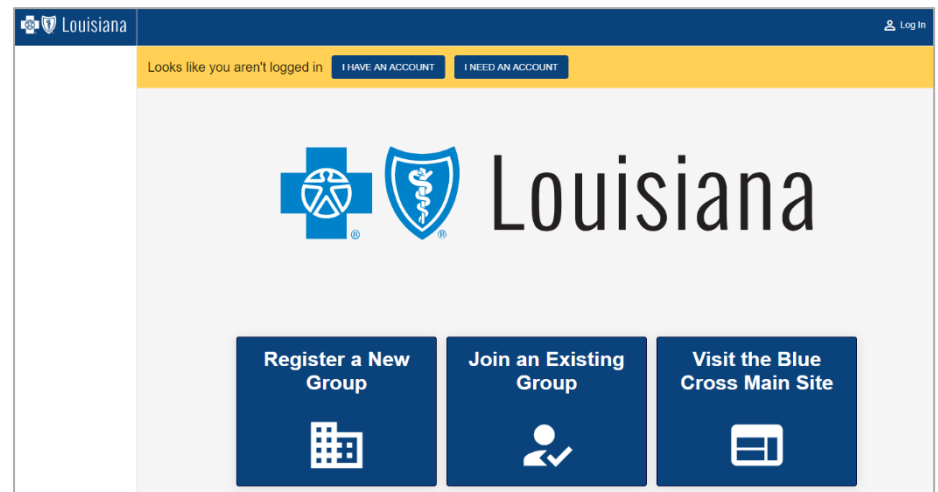 Louisiana
Log In
Looks like you aren't logged in
I HAVE AN ACCOUNT
I NEED AN ACCOUNT
® ® Louisiana
Register a New
Group
Join an Existing
Group
Visit the Blue
Cross Main Site